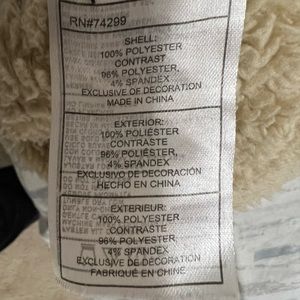 RN#74299
SHELL:
100% POLYESTER
CONTRAST
96% POLYESTER,
4% SPANDEX
EXCLUSIVE OF DECORATION
MADE IN CHINA
EXTERIOR:
100% POLIÉSTER
CONTRASTE
96% POLIÉSTER,
4% SPANDEX
EXCLUSIVO DE DECORACIÓN
HECHO EN CHINA
EXTERIEUR:
100% POLYESTER
CONTRASTE
96% POLYESTER,
4% SPANDEX
EXCLUSIF DE DÉCORATION
FABRIQUÉ EN CHINE